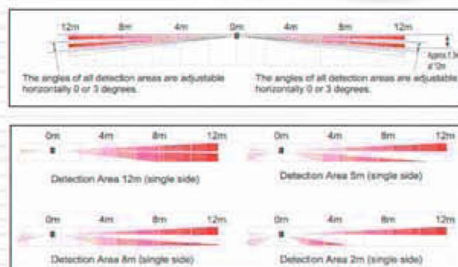 12m 8m 4m 0m 4m 8m 12m
The angles of all detection areas are adjustable
horizontally 0 or 3 degrees.
The angles of all detection areas are adjustable
horizontally 0 or 3 degrees.
at 12m
0m 4m 8m 12m
Detection Area 12m (single side)
0m 4m 8m 12m
Detection Area 5m (single side)
0m 4m 8m 12m
Detection Area 8m (single side)
0m 4m 8m 12m
Detection Area 2m (single side)